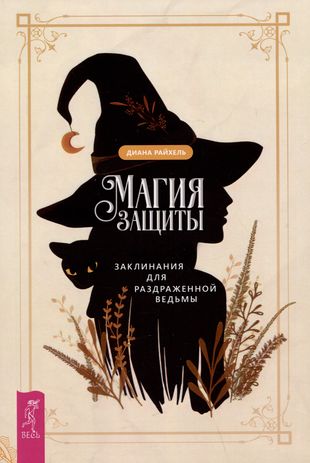 ДИАНА РАЙХЕЛЬ
МАГИЯ
ЗАЩИТЫ
ЗАКЛИНАНИЯ
ДЛЯ
РАЗДРАЖЕННОЙ
ВЕДЬМЫ
ВЕСЬ